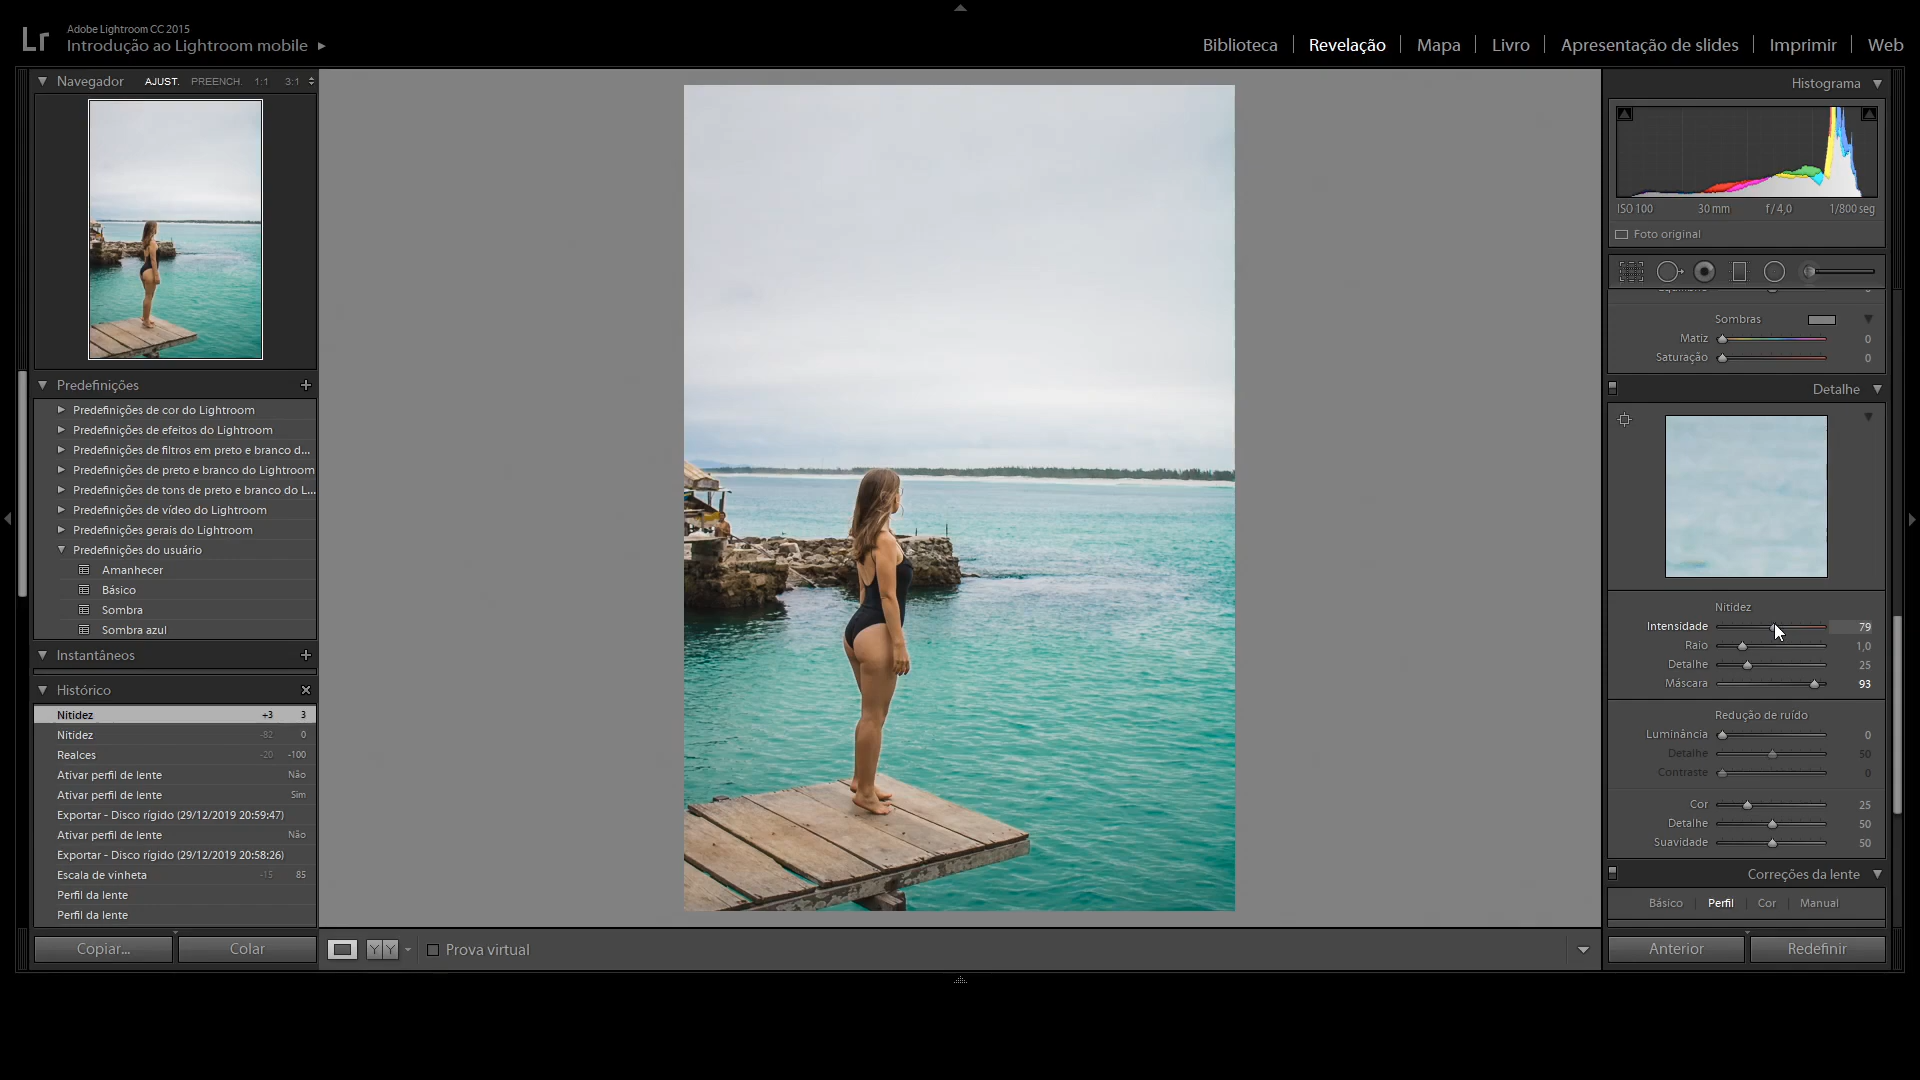 Lr
Adobe Lightroom CC 2015
Introdução ao Lightroom mobile
Biblioteca | Revelação | Mapa | Livro | Apresentação de slides | Imprimir | Web
Navegador AJUST. PREENCH. 1:1 3:1
Predefinições +
Predefinições de cor do Lightroom
Predefinições de efeitos do Lightroom
Predefinições de filtros em preto e branco d...
Predefinições de preto e branco do Lightroom
Predefinições de tons de preto e branco do L...
Predefinições de vídeo do Lightroom
Predefinições gerais do Lightroom
Predefinições do usuário
Amanhecer
Básico
Sombra
Sombra azul
Instantâneos +
Histórico ×
Nitidez +3 3
Nitidez -82 0
Realces -20 -100
Ativar perfil de lente Não
Ativar perfil de lente Sim
Exportar - Disco rígido (29/12/2019 20:59:47)
Ativar perfil de lente Não
Exportar - Disco rígido (29/12/2019 20:58:26)
Escala de vinheta -15 85
Perfil da lente
Perfil da lente
Copiar... Colar
YY Prova virtual
Histograma
ISO 100 30 mm f / 4,0 1/800 seg
Foto original
Sombras
Matiz 0
Saturação 0
Detalhe
Nitidez
Intensidade 79
Raio 1,0
Detalhe 25
Máscara 93
Redução de ruído
Luminância 0
Detalhe 50
Contraste 0
Cor 25
Detalhe 50
Suavidade 50
Correções da lente
Básico | Perfil | Cor | Manual
Anterior Redefinir